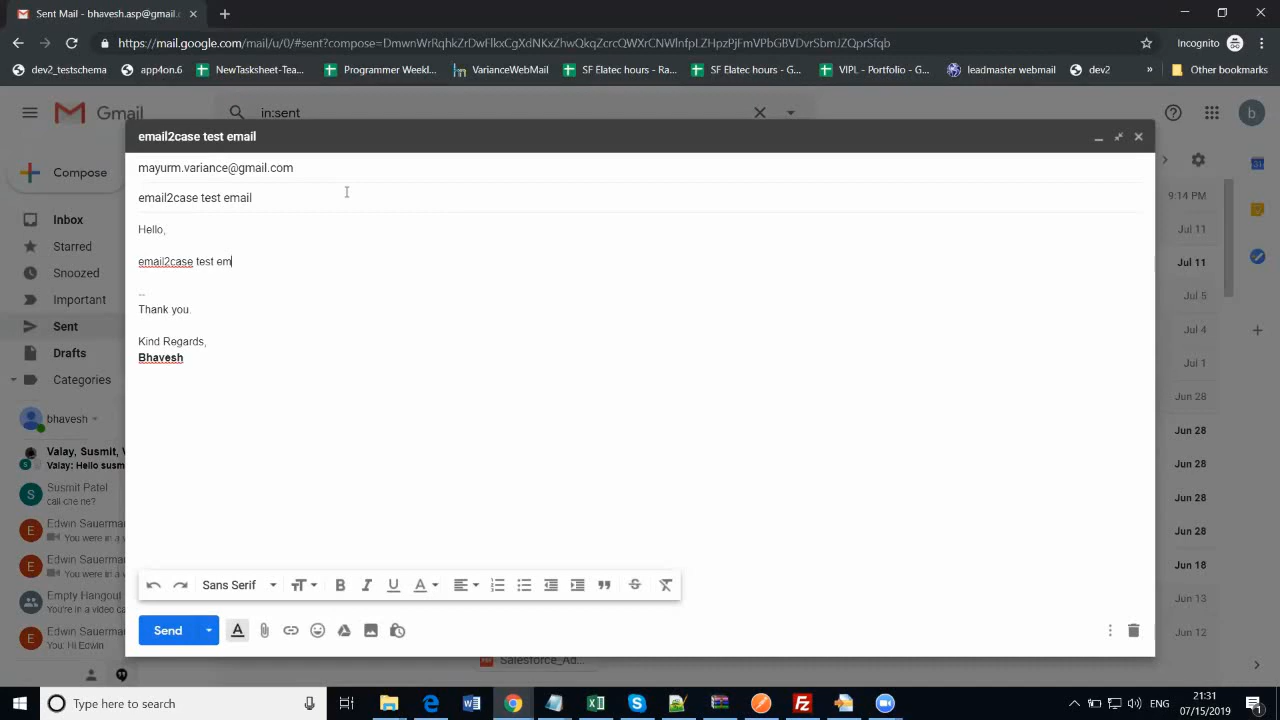 Sent Mail - bhavesh.asp@gmail.c
https://mail.google.com/mail/u/0/#sent?compose=DmwnWrRqhkZrDwFlkxCgXdNKxZhwQkqZcrcQWXrCNWlnfpLZHpzPjFmVPbGBVDvrSbmJZQprSfqb
Incognito
dev2_testschema
app4on.6
NewTasksheet-Tea...
Programmer Weekl...
VarianceWebMail
SF Elatec hours - Ra...
SF Elatec hours - G...
VIPL - Portfolio - G...
leadmaster webmail
dev2
»
Other bookmarks
Gmail
in:sent
b
email2case test email
mayurm.variance@gmail.com
email2case test email
Hello,
email2case test em
--
Thank you.
Kind Regards,
Bhavesh
Compose
Inbox
Starred
Snoozed
Important
Sent
Drafts
Categories
bhavesh
Valay, Susmit, V
Valay: Hello susm
S Susmit Patel
call che ne?
E Edwin Sauerman
You were in a v
E Edwin Sauerma
You were in a v
Empty Hangout
You're in a video c
E Edwin Sauerma
You: Hi Edwin
9:14 PM
Jul 11
Jul 11
Jul 5
Jul 4
Jul 1
Jun 28
Jun 28
Jun 28
Jun 28
Jun 28
Jun 18
Jun 13
Jun 12
Sans Serif
Send
Salesforce_Ad...
Type here to search
ENG
21:31
07/15/2019